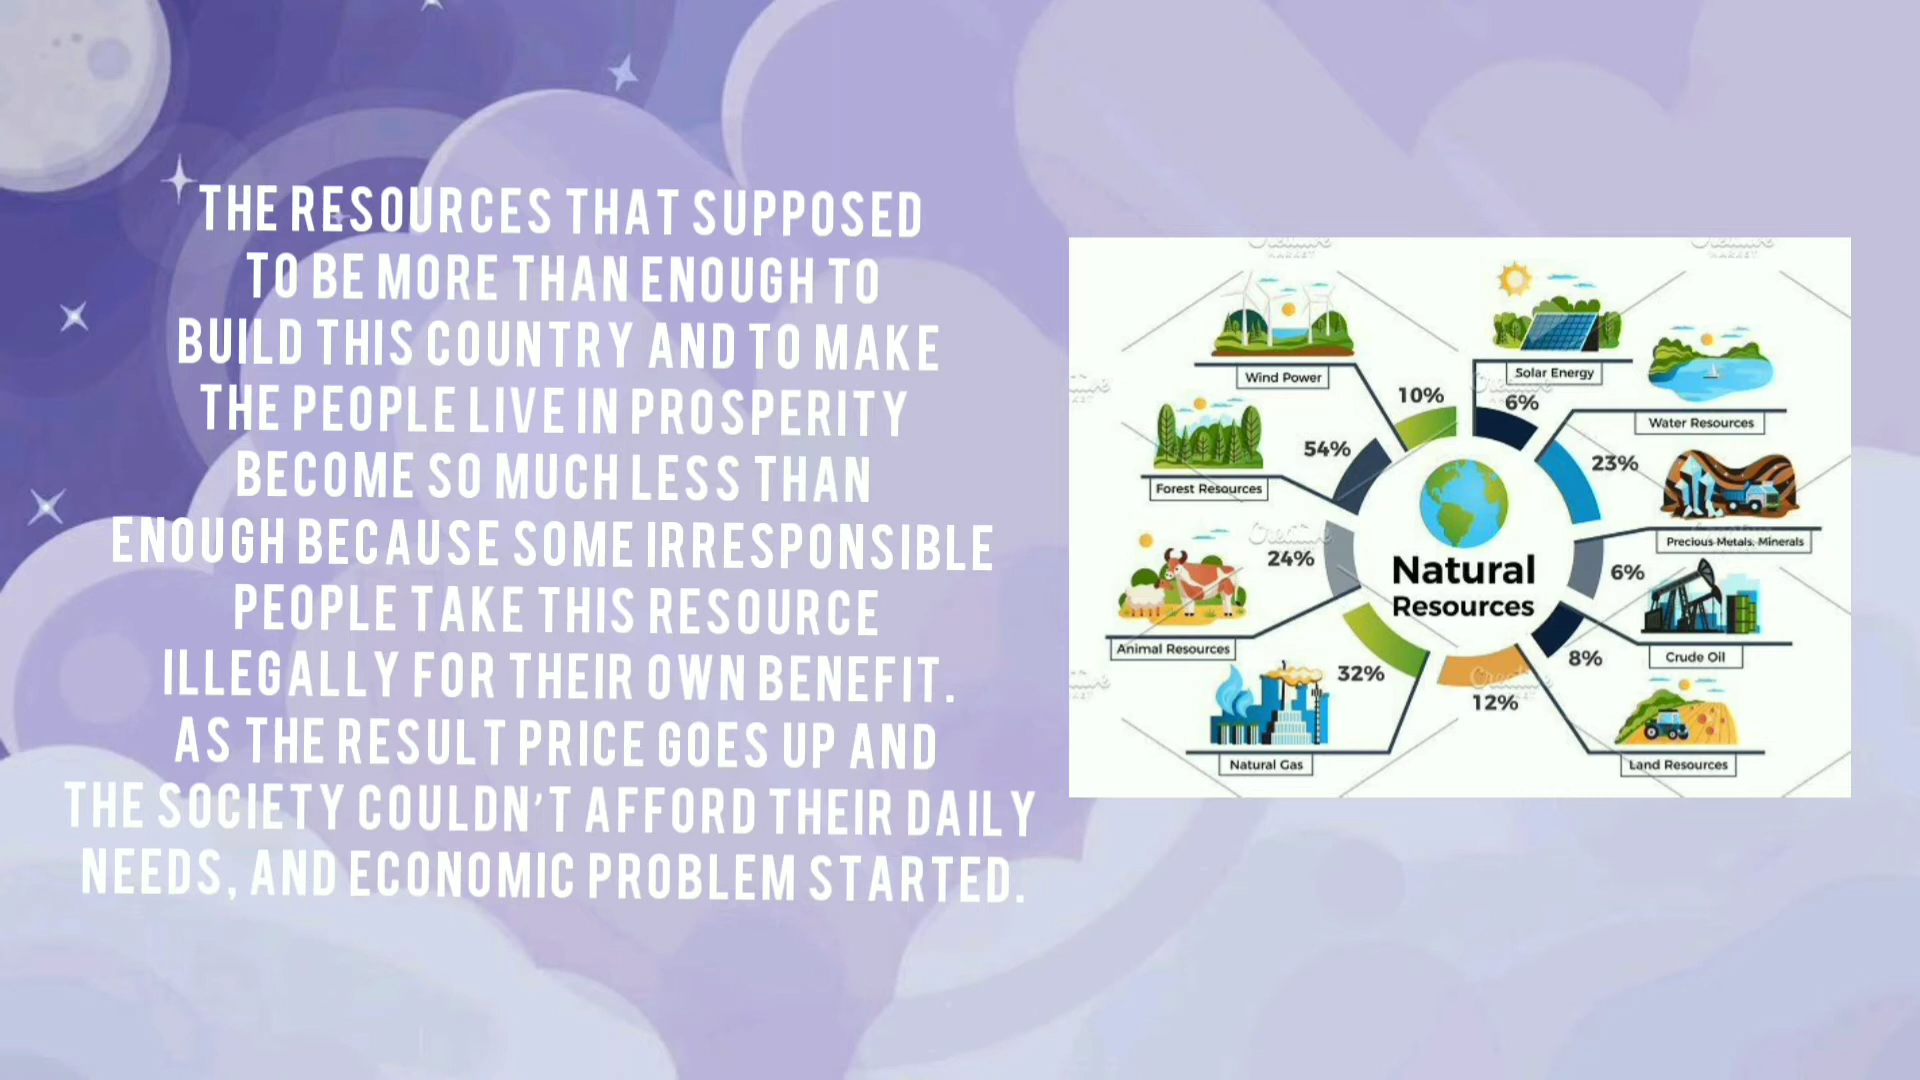 THE RESOURCES THAT SUPPOSED
TO BE MORE THAN ENOUGH TO
BUILD THIS COUNTRY AND TO MAKE
THE PEOPLE LIVE IN PROSPERITY
BECOME SO MUCH LESS THAN
ENOUGH BECAUSE SOME IRRESPONSIBLE
PEOPLE TAKE THIS RESOURCE
ILLEGALLY FOR THEIR OWN BENEFIT.
AS THE RESULT PRICE GOES UP AND
THE SOCIETY COULDN'T AFFORD THEIR DAILY
NEEDS, AND ECONOMIC PROBLEM STARTED.
Wind Power
10%
Solar Energy
6%
Water Resources
23%
Forest Resources
54%
Precious Metals, Minerals
6%
Animal Resources
24%
Natural
Resources
Crude Oil
8%
Natural Gas
32%
12%
Land Resources
Creative
Creative